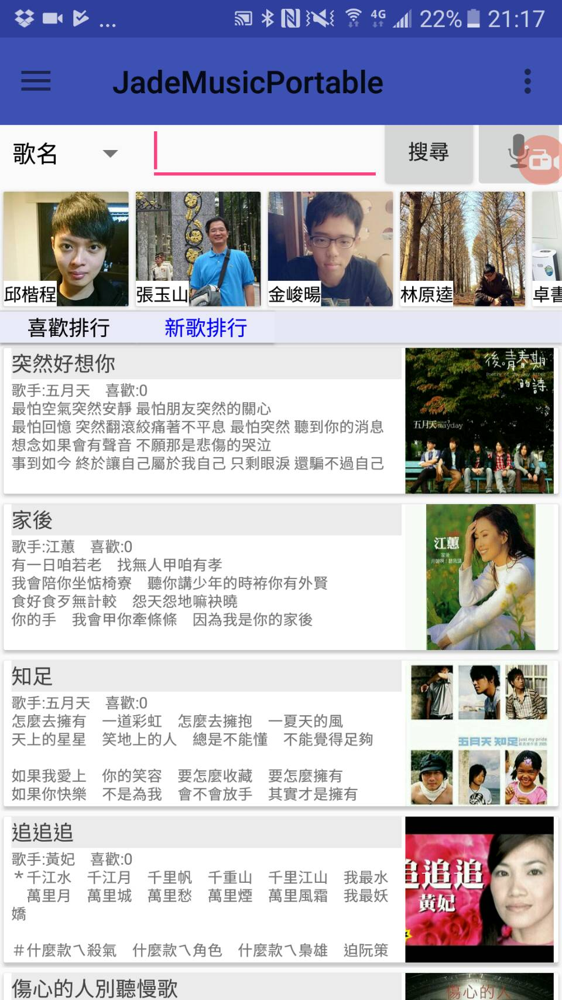 4G 22% 21:17
JadeMusicPortable
歌名
搜尋
邱楷程
張玉山
金峻暘
林原逵
卓書
喜歡排行
新歌排行
突然好想你
歌手:五月天 喜歡:0
最怕空氣突然安靜 最怕朋友突然的關心
最怕回憶 突然翻滾絞痛著不平息 最怕突然 聽到你的消息
想念如果會有聲音 不願那是悲傷的哭泣
事到如今 終於讓自己屬於我自己 只剩眼淚 還騙不過自己
後。青春期
Poetry of The Day After
的詩
五月天 mayday
家後
歌手:江蕙 喜歡:0
有一日咱若老 找無人甲咱有孝
我會陪你坐惦椅寮 聽你講少年的時袸你有外賢
食好食歹無計較 怨天怨地嘛袂曉
你的手 我會甲你牽條條 因為我是你的家後
江蕙
家後
知足
歌手:五月天 喜歡:0
怎麼去擁有 一道彩虹 怎麼去擁抱 一夏天的風
天上的星星 笑地上的人 總是不能懂 不能覺得足夠
如果我愛上 你的笑容 要怎麼收藏 要怎麼擁有
如果你快樂 不是為我 會不會放手 其實才是擁有
五月天 知足 just my pride
追追追
歌手:黃妃 喜歡:0
*千江水 千江月 千里帆 千重山 千里江山 我最水
萬里月 萬里城 萬里愁 萬里煙 萬里風霜 我最妖
嬌
＃什麼款ㄟ殺氣 什麼款ㄟ角色 什麼款ㄟ梟雄 迫阮策
追追追
黃妃
傷心的人別聽慢歌
傷心的人